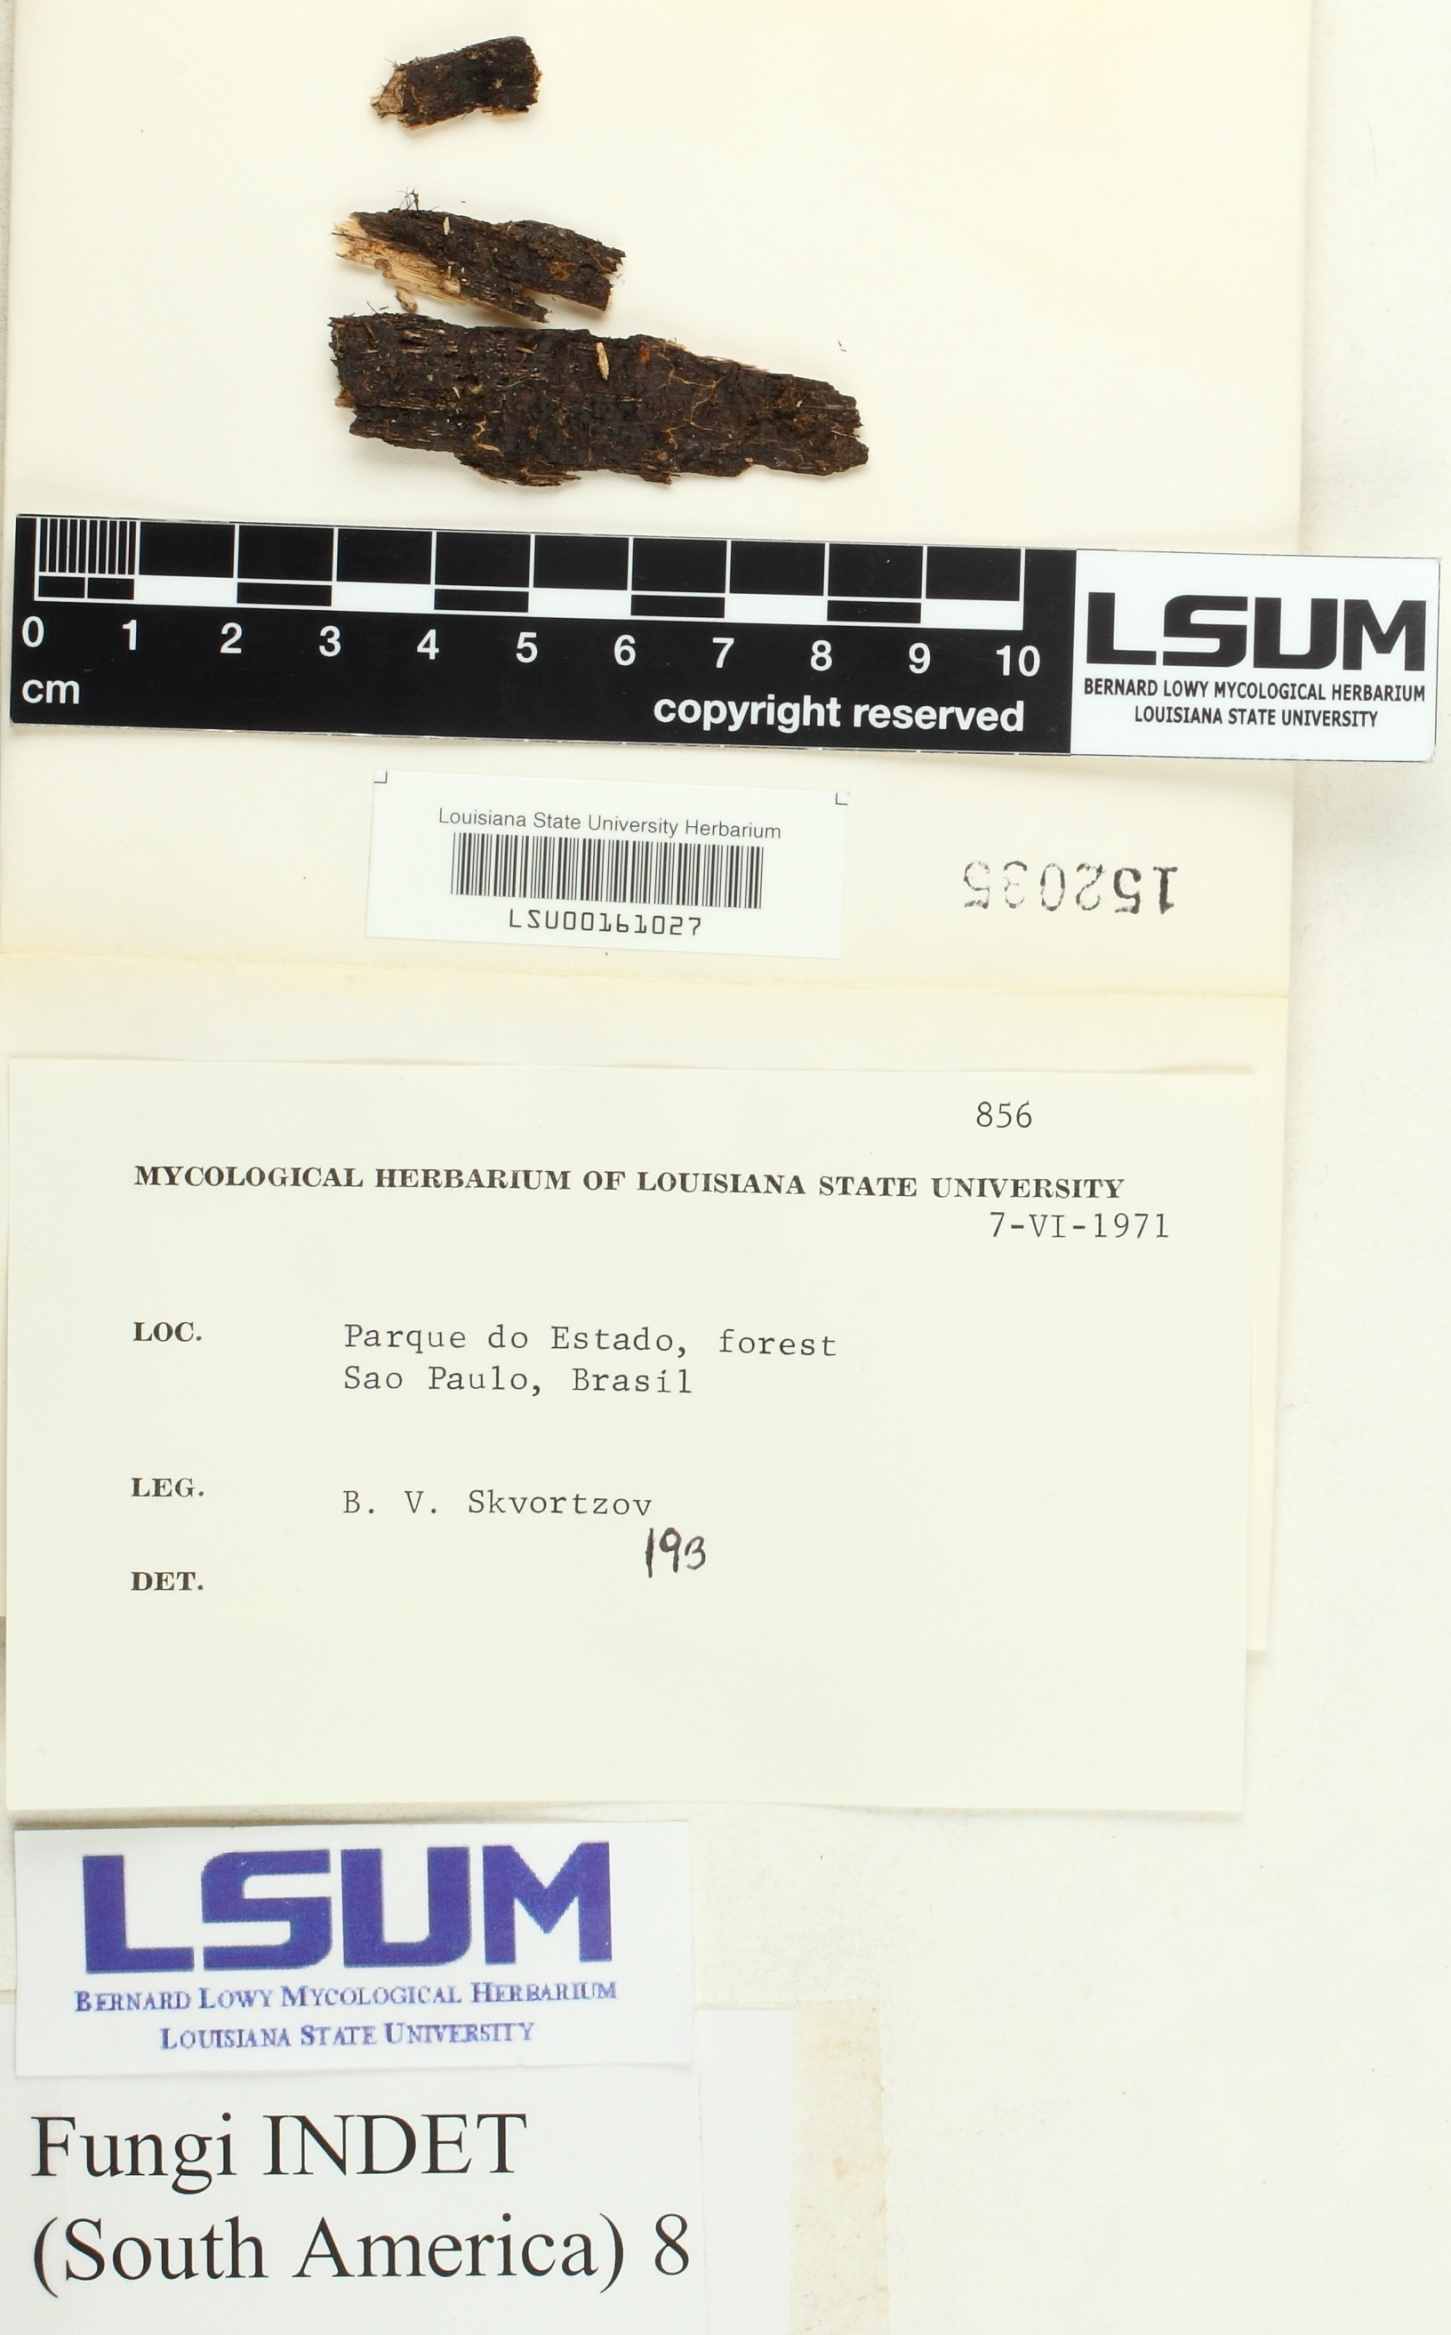 0 1 2 3 4 5 6 7 8 9 10
cm
copyright reserved
LSUM
BERNARD LOWY MYCOLOGICAL HERBARIUM
LOUISIANA STATE UNIVERSITY
Louisiana State University Herbarium
LSU00161027
152035
856
MYCOLOGICAL HERBARIUM OF LOUISIANA STATE UNIVERSITY
7-VI-1971
LOC. Parque do Estado, forest
Sao Paulo, Brasil
LEG. B. V. Skvortzov
193
DET.
LSUM
BERNARD LOWY MYCOLOGICAL HERBARIUM
LOUISIANA STATE UNIVERSITY
Fungi INDET
(South America) 8